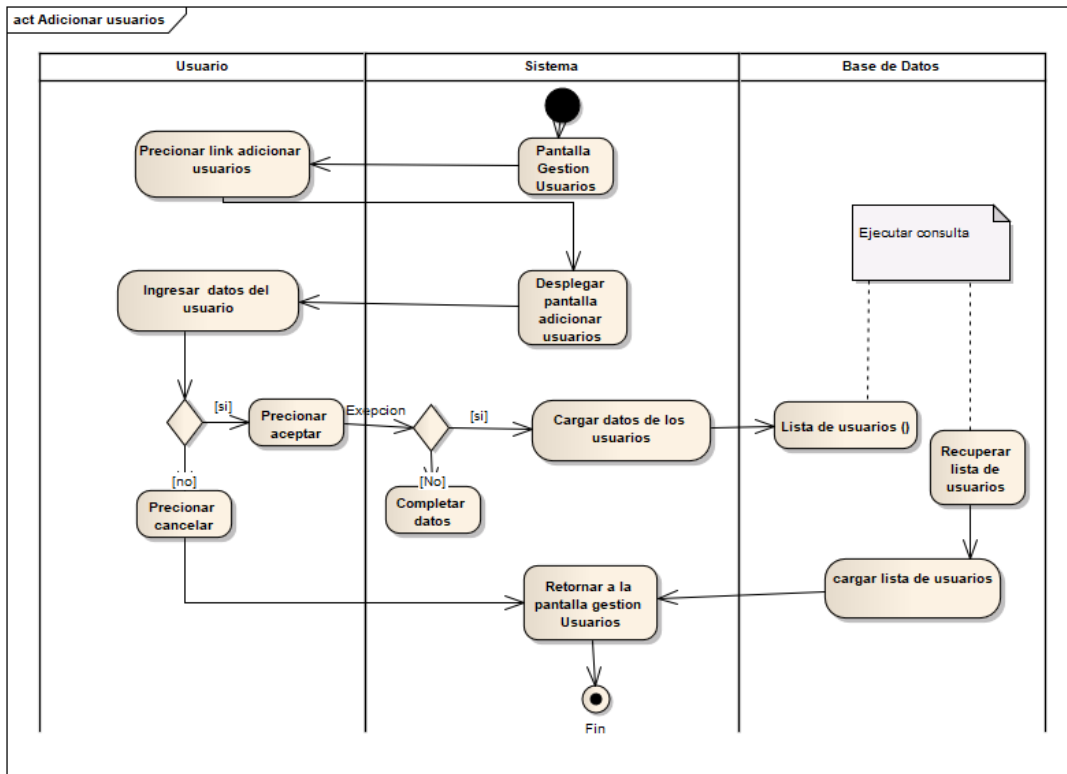 act Adicionar usuarios
Usuario
Sistema
Base de Datos
Precionar link adicionar
usuarios
Pantalla
Gestion
Usuarios
Ejecutar consulta
Ingresar datos del
usuario
Desplegar
pantalla
adicionar
usuarios
[si]
Precionar
aceptar
Exepcion
[si]
Cargar datos de los
usuarios
Lista de usuarios ()
Recuperar
lista de
usuarios
[no]
Precionar
cancelar
[No]
Completar
datos
Retornar a la
pantalla gestion
Usuarios
cargar lista de usuarios
Fin